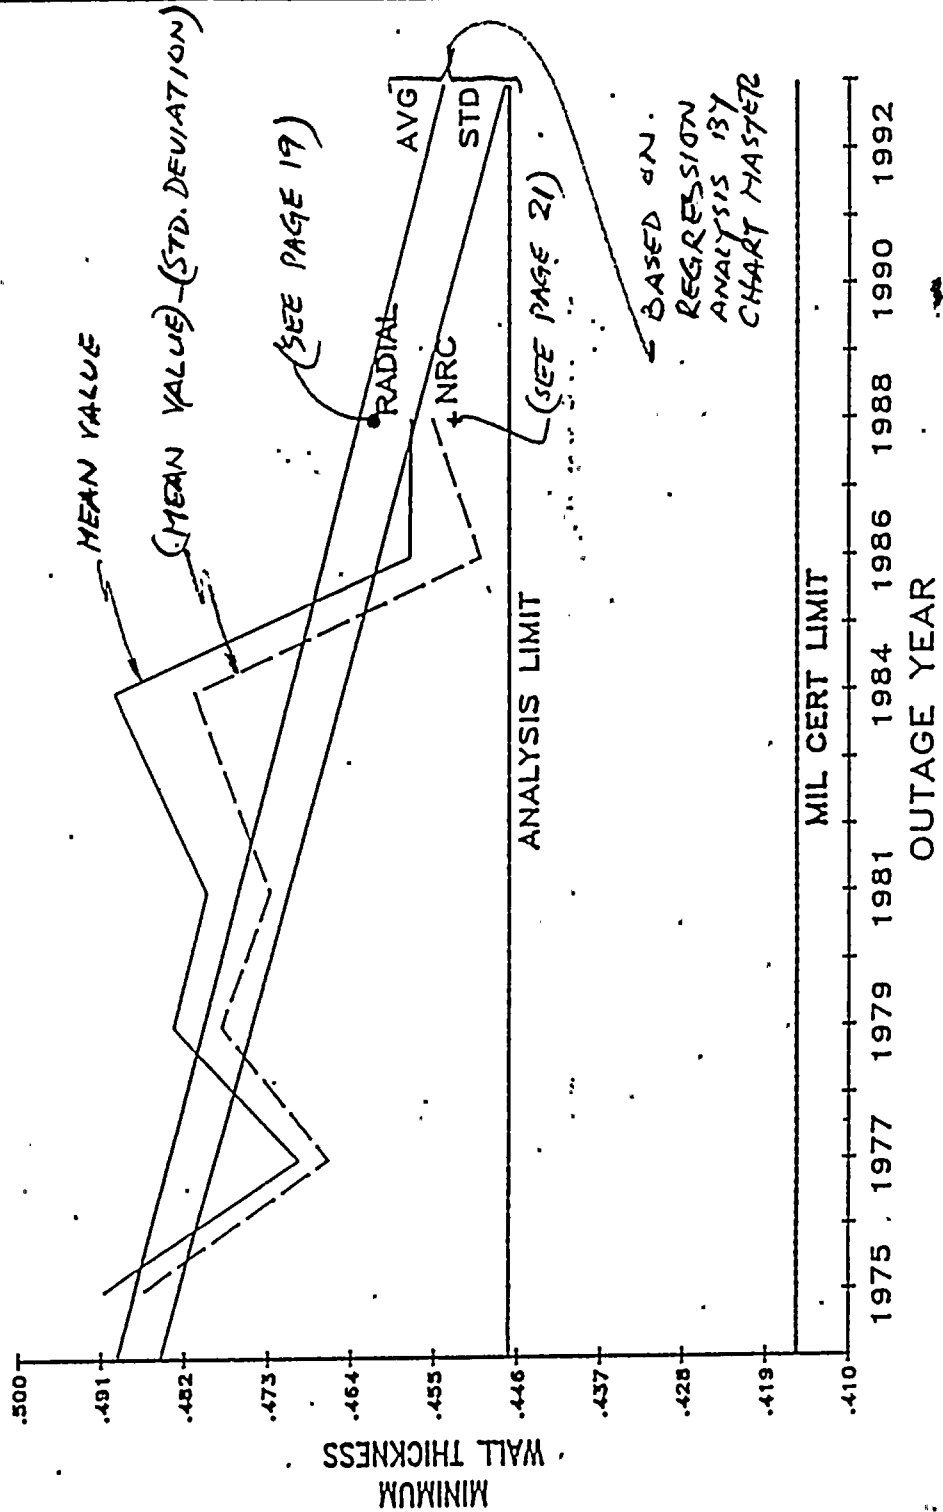 MEAN VALUE
(MEAN VALUE)-(STD. DEVIATION)
(SEE PAGE 19)
AVG
STD
RADIAL
NRC
(SEE PAGE 21)
BASED ON
REGRESSION
ANALYSIS BY
CHART MASTER
ANALYSIS LIMIT
MIL CERT LIMIT
MINIMUM
WALL THICKNESS
.500
.491
.482
.473
.464
.455
.446
.437
.428
.419
.410
1975
1977
1979
1981
1984
1986
1988
1990
1992
OUTAGE YEAR